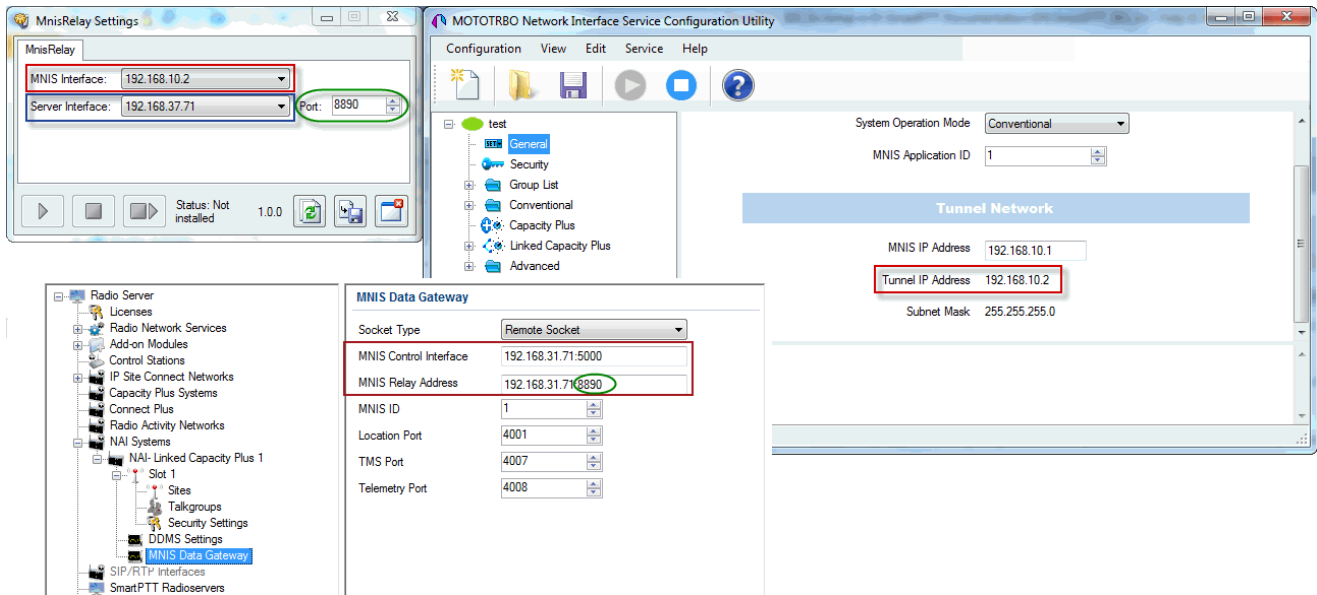 MnisRelay Settings
MnisRelay
MNIS Interface: 192.168.10.2
Server Interface: 192.168.37.71 Port: 8890
Status: Not
installed
1.0.0
MOTOTRBO Network Interface Service Configuration Utility
Configuration View Edit Service Help
test
General
Security
Group List
Conventional
Capacity Plus
Linked Capacity Plus
Advanced
System Operation Mode Conventional
MNIS Application ID 1
Tunnel Network
MNIS IP Address 192.168.10.1
Tunnel IP Address 192.168.10.2
Subnet Mask 255.255.255.0
Radio Server
Licenses
Radio Network Services
Add-on Modules
Control Stations
IP Site Connect Networks
Capacity Plus Systems
Connect Plus
Radio Activity Networks
NAI Systems
NAI- Linked Capacity Plus 1
Slot 1
Sites
Talkgroups
Security Settings
DDMS Settings
MNIS Data Gateway
SIP/RTP Interfaces
SmartPTT Radioservers
MNIS Data Gateway
Socket Type Remote Socket
MNIS Control Interface 192.168.31.71:5000
MNIS Relay Address 192.168.31.71:8890
MNIS ID 1
Location Port 4001
TMS Port 4007
Telemetry Port 4008